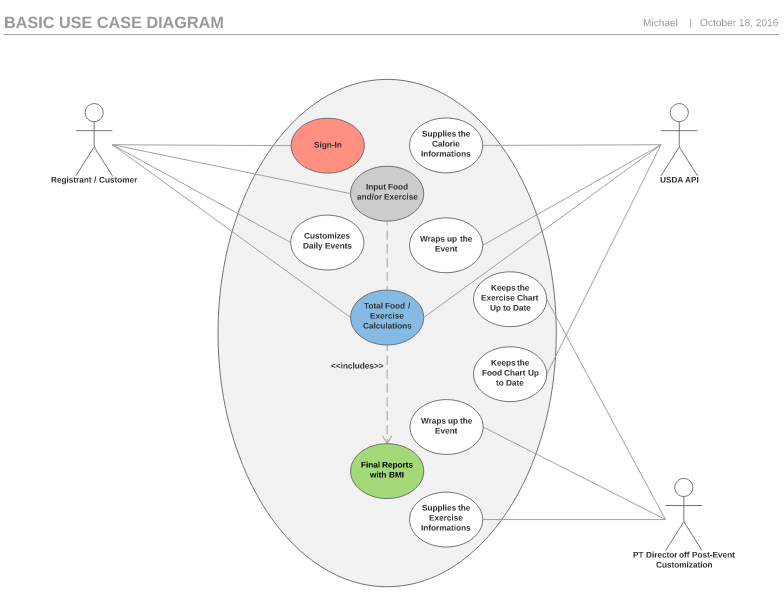 BASIC USE CASE DIAGRAM
Michael | October 18, 2016
Sign-In
Supplies the
Calorie
Informations
Registrant / Customer
USDA API
Input Food
and/or Exercise
Customizes
Daily Events
Wraps up the
Event
Keeps the
Exercise Chart
Up to Date
Total Food /
Exercise
Calculations
<<includes>>
Keeps the
Food Chart Up
to Date
Wraps up the
Event
Final Reports
with BMI
Supplies the
Exercise
Informations
PT Director off Post-Event
Customization